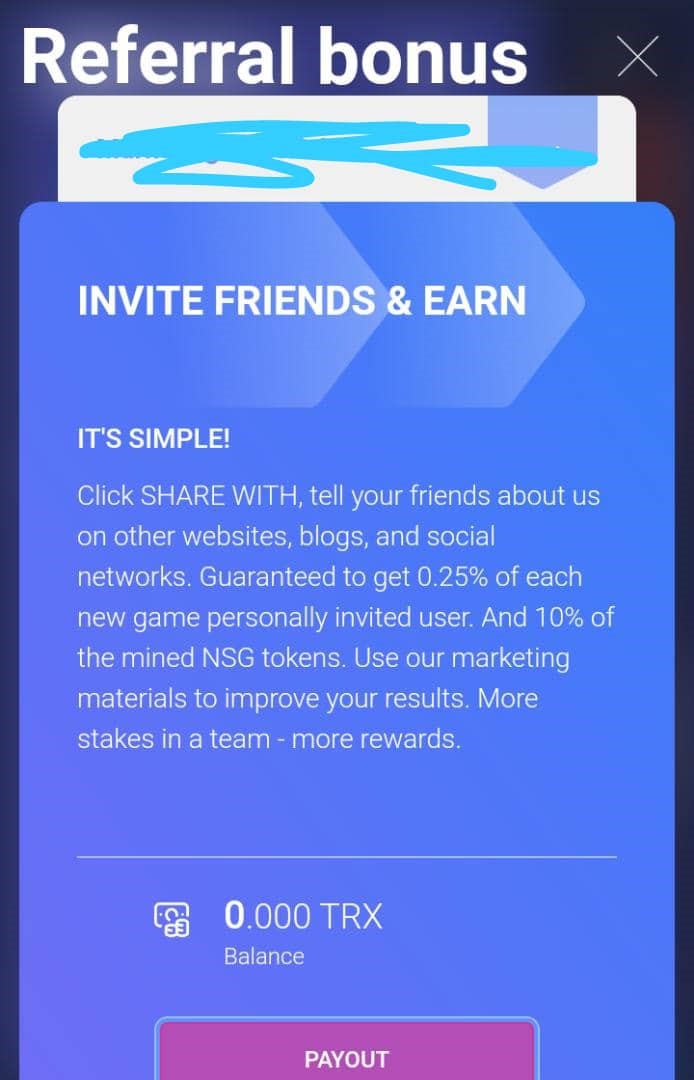 Referral bonus
INVITE FRIENDS & EARN
IT'S SIMPLE!
Click SHARE WITH, tell your friends about us
on other websites, blogs, and social
networks. Guaranteed to get 0.25% of each
new game personally invited user. And 10% of
the mined NSG tokens. Use our marketing
materials to improve your results. More
stakes in a team - more rewards.
0.000 TRX
Balance
PAYOUT